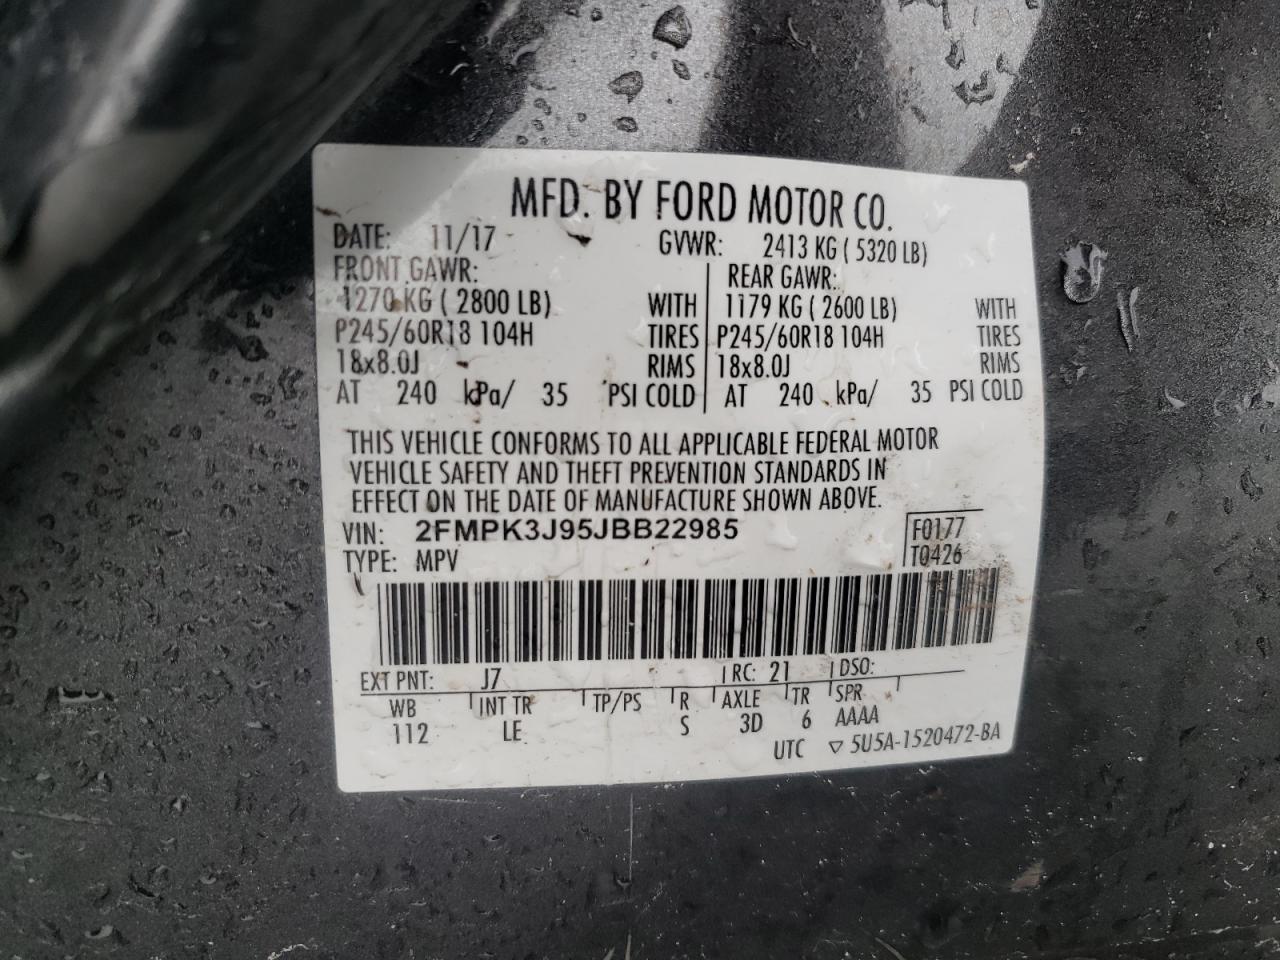 MFD. BY FORD MOTOR CO.
DATE: 11/17 GVWR: 2413 KG ( 5320 LB)
FRONT GAWR: REAR GAWR:
1270 KG ( 2800 LB) WITH 1179 KG ( 2600 LB) WITH
P245/60R18 104H TIRES P245/60R18 104H TIRES
18x8.0J RIMS 18x8.0J RIMS
AT 240 kPa/ 35 PSI COLD AT 240 kPa/ 35 PSI COLD
THIS VEHICLE CONFORMS TO ALL APPLICABLE FEDERAL MOTOR
VEHICLE SAFETY AND THEFT PREVENTION STANDARDS IN
EFFECT ON THE DATE OF MANUFACTURE SHOWN ABOVE.
VIN: 2FMPK3J95JBB22985 F0177
TYPE: MPV T0426
EXT PNT: J7 RC: 21 DSO:
WB INT TR TP/PS R AXLE TR SPR
112 LE S 3D 6 AAAA
UTC ▽ 5U5A-1520472-BA